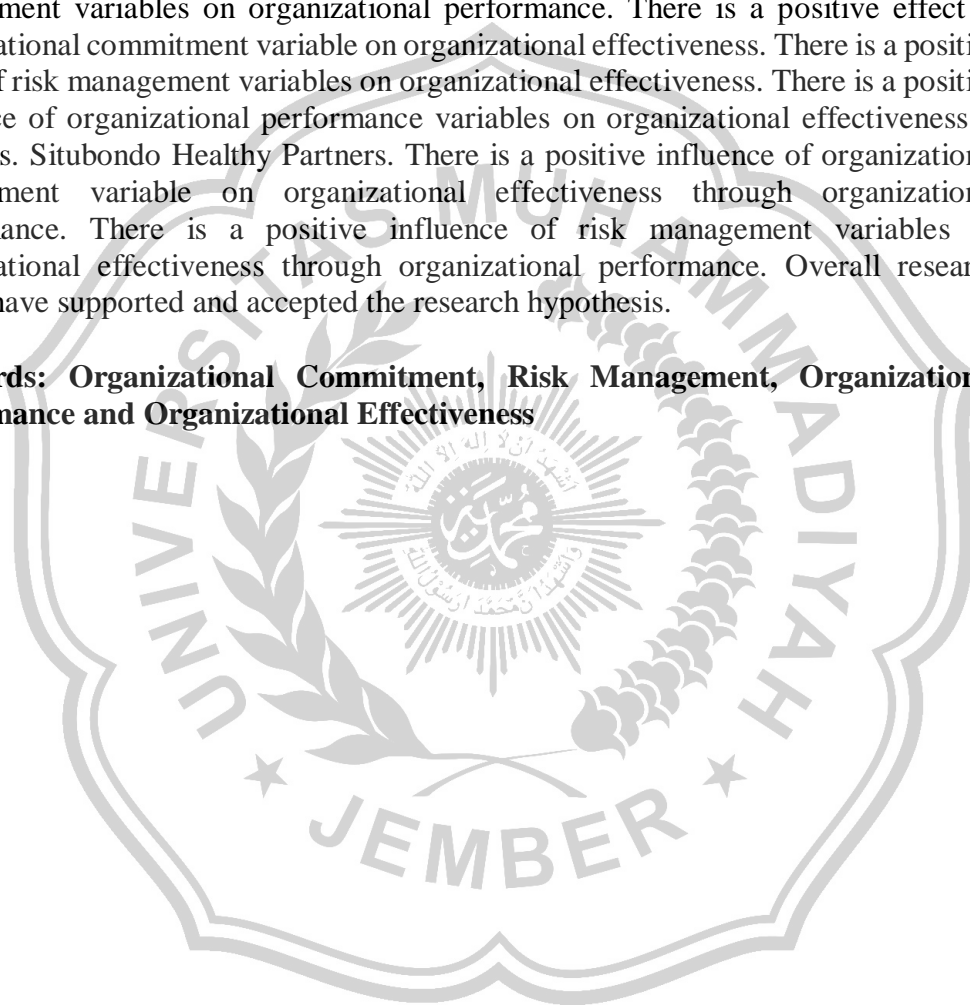 ement variables on organizational performance. There is a positive effect
ational commitment variable on organizational effectiveness. There is a positi
f risk management variables on organizational effectiveness. There is a positi
ce of organizational performance variables on organizational effectiveness
s. Situbondo Healthy Partners. There is a positive influence of organization
ment variable on organizational effectiveness through organization
nance. There is a positive influence of risk management variables
ational effectiveness through organizational performance. Overall resear
have supported and accepted the research hypothesis.
rds: Organizational Commitment, Risk Management, Organization
mance and Organizational Effectiveness
UNIVERSITAS MUHAMMADIYAH
JEMBER